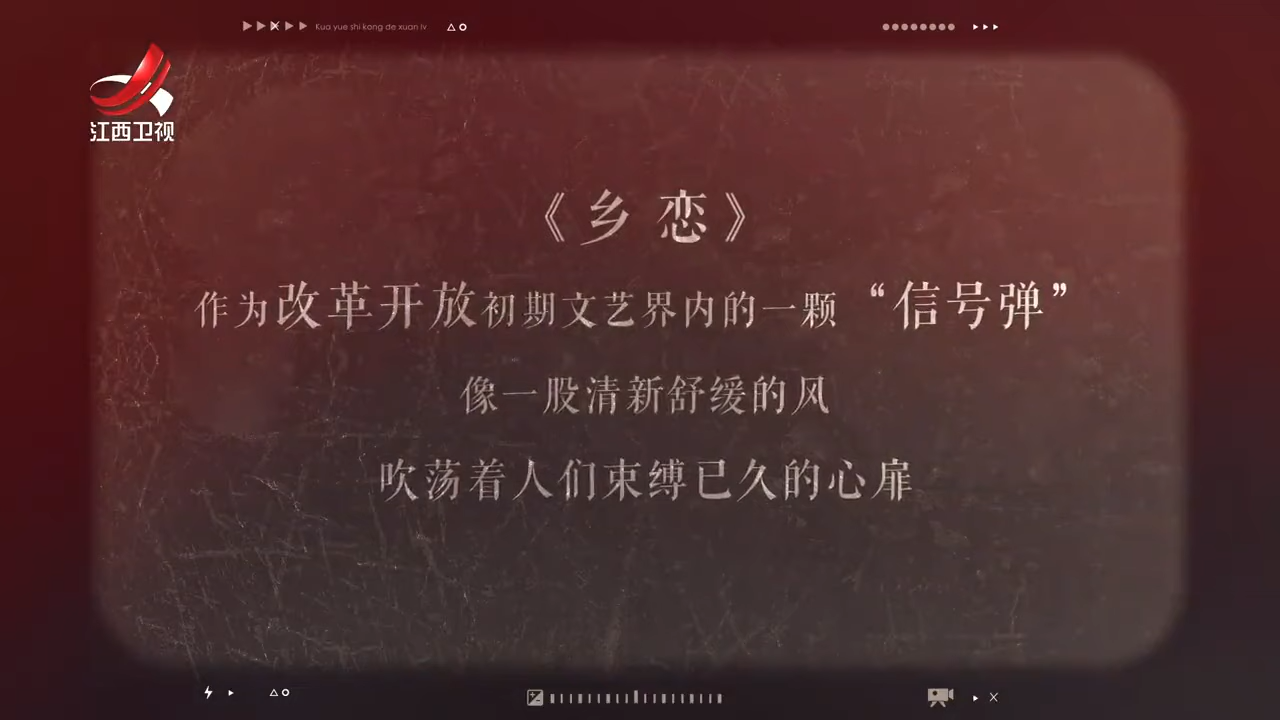 Kua yue shi kong de xuan lv
江西卫视
《乡恋》
作为改革开放初期文艺界内的一颗“信号弹”
像一股清新舒缓的风
吹荡着人们束缚已久的心扉